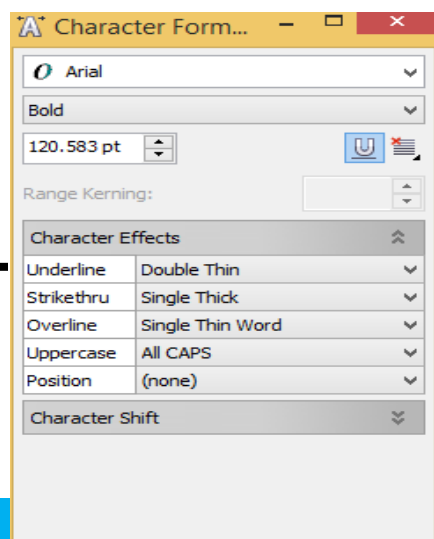 Character Form...
Arial
Bold
120.583 pt
Range Kerning:
Character Effects
Underline Double Thin
Strikethru Single Thick
Overline Single Thin Word
Uppercase All CAPS
Position (none)
Character Shift